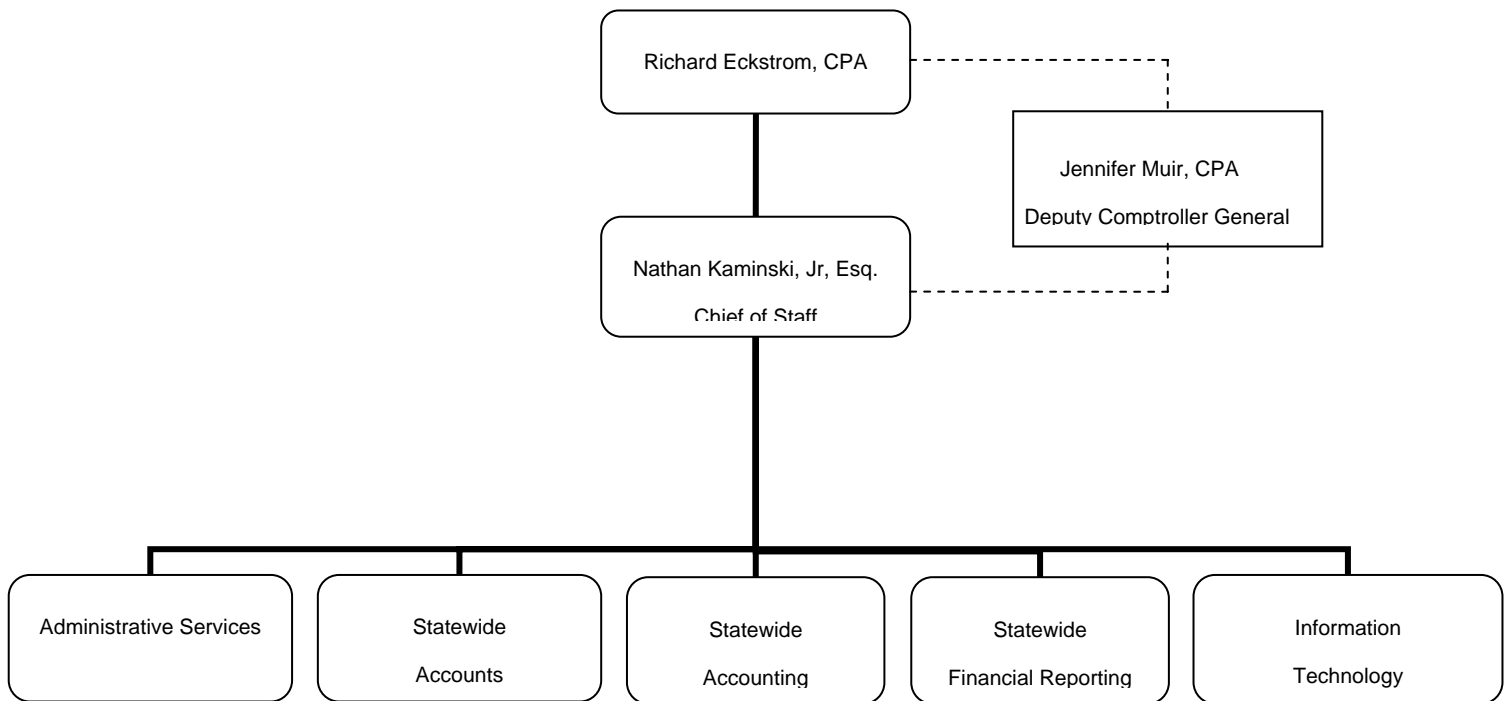 Richard Eckstrom, CPA
Jennifer Muir, CPA
Deputy Comptroller General
Nathan Kaminski, Jr, Esq.
Chief of Staff
Administrative Services
Statewide
Accounts
Statewide
Accounting
Statewide
Financial Reporting
Information
Technology